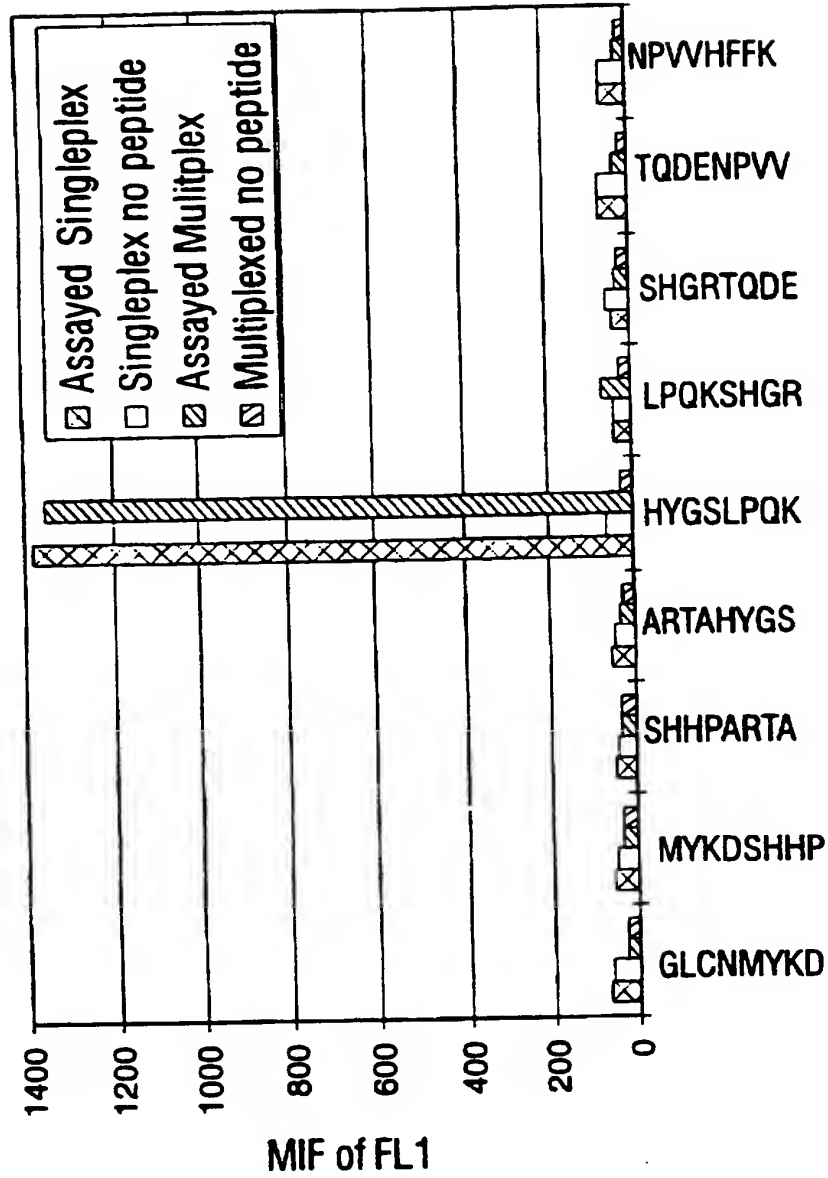 MIF of FL1
1400
1200
1000
800
600
400
200
0
Assayed Singleplex
Singleplex no peptide
Assayed Mulitplex
Multiplexed no peptide
GLCNMYKD
MYKDSHHP
SHHPARTA
ARTAHYGS
HYGSLPQK
LPQKSHGR
SHGRTQDE
TQDENPVV
NPVVHFFK